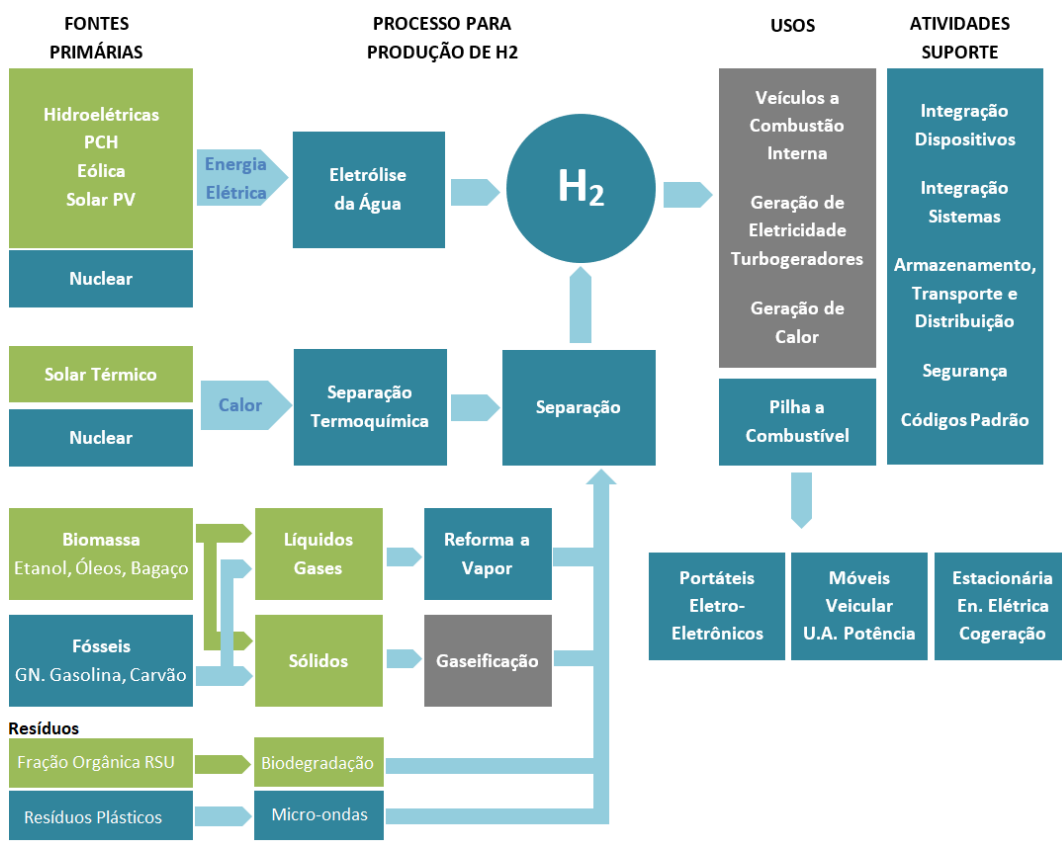 FONTES
PRIMÁRIAS
PROCESSO PARA
PRODUÇÃO DE H2
USOS
ATIVIDADES
SUPORTE
Hidroelétricas
PCH
Eólica
Solar PV
Nuclear
Energia
Elétrica
Eletrólise
da Água
H2
Veículos a
Combustão
Interna
Geração de
Eletricidade
Turbogeradores
Geração de
Calor
Pilha a
Combustível
Integração
Dispositivos
Integração
Sistemas
Armazenamento,
Transporte e
Distribuição
Segurança
Códigos Padrão
Solar Térmico
Nuclear
Calor
Separação
Termoquímica
Separação
Biomassa
Etanol, Óleos, Bagaço
Líquidos
Gases
Reforma a
Vapor
Fósseis
GN. Gasolina, Carvão
Sólidos
Gaseificação
Portáteis
Eletro-
Eletrônicos
Móveis
Veicular
U.A. Potência
Estacionária
En. Elétrica
Cogeração
Resíduos
Fração Orgânica RSU
Biodegradação
Resíduos Plásticos
Micro-ondas